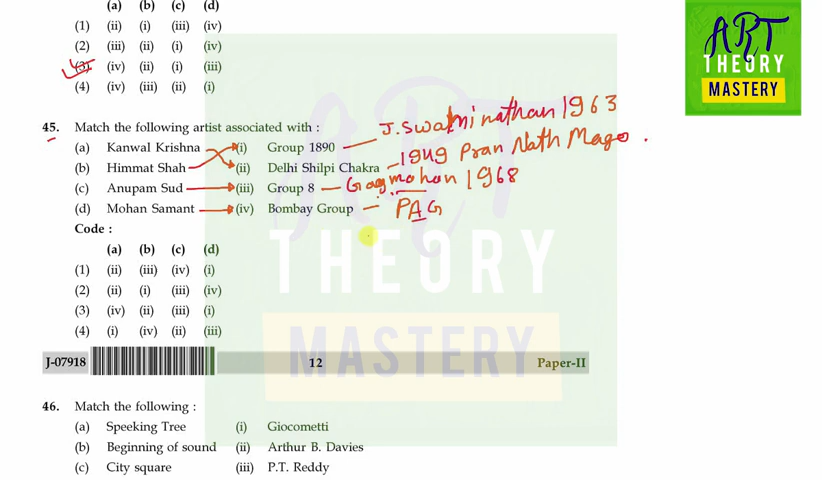 (a) (b) (c) (d)
(1) (ii) (i) (iii) (iv)
(2) (iii) (ii) (i) (iv)
(3) (iv) (ii) (i) (iii)
(4) (iv) (iii) (ii) (i)
ART
THEORY
MASTERY
45. Match the following artist associated with :
(a) Kanwal Krishna (i) Group 1890 J. Swaminathan 1963
(b) Himmat Shah (ii) Delhi Shilpi Chakra 1949 Pran Nath Mago.
(c) Anupam Sud (iii) Group 8 Gagmohan 1968
(d) Mohan Samant (iv) Bombay Group PAG
Code :
(a) (b) (c) (d)
(1) (ii) (iii) (iv) (i)
(2) (ii) (i) (iii) (iv)
(3) (iv) (ii) (iii) (i)
(4) (i) (iv) (ii) (iii)
THEORY
MASTERY
J-07918 12 Paper-II
46. Match the following :
(a) Speeking Tree (i) Giocometti
(b) Beginning of sound (ii) Arthur B. Davies
(c) City square (iii) P.T. Reddy